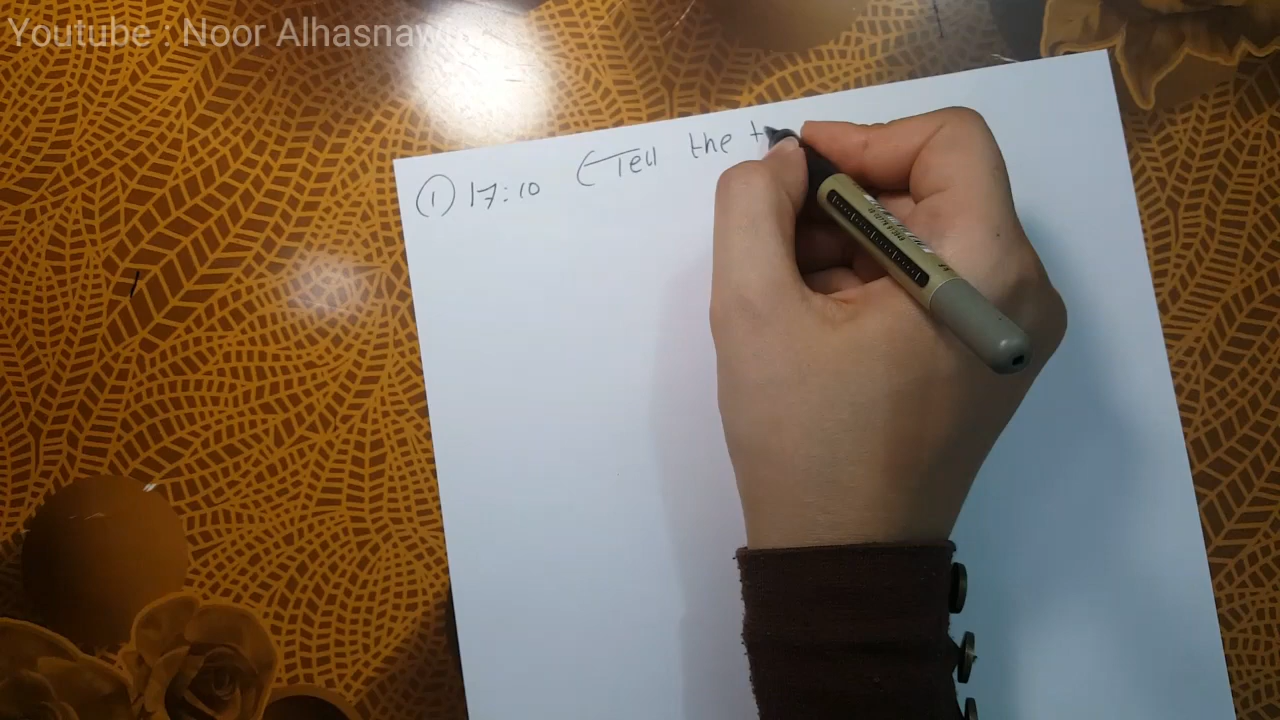 Youtube : Noor Alhasnawi
① 17:10 (Tell the t